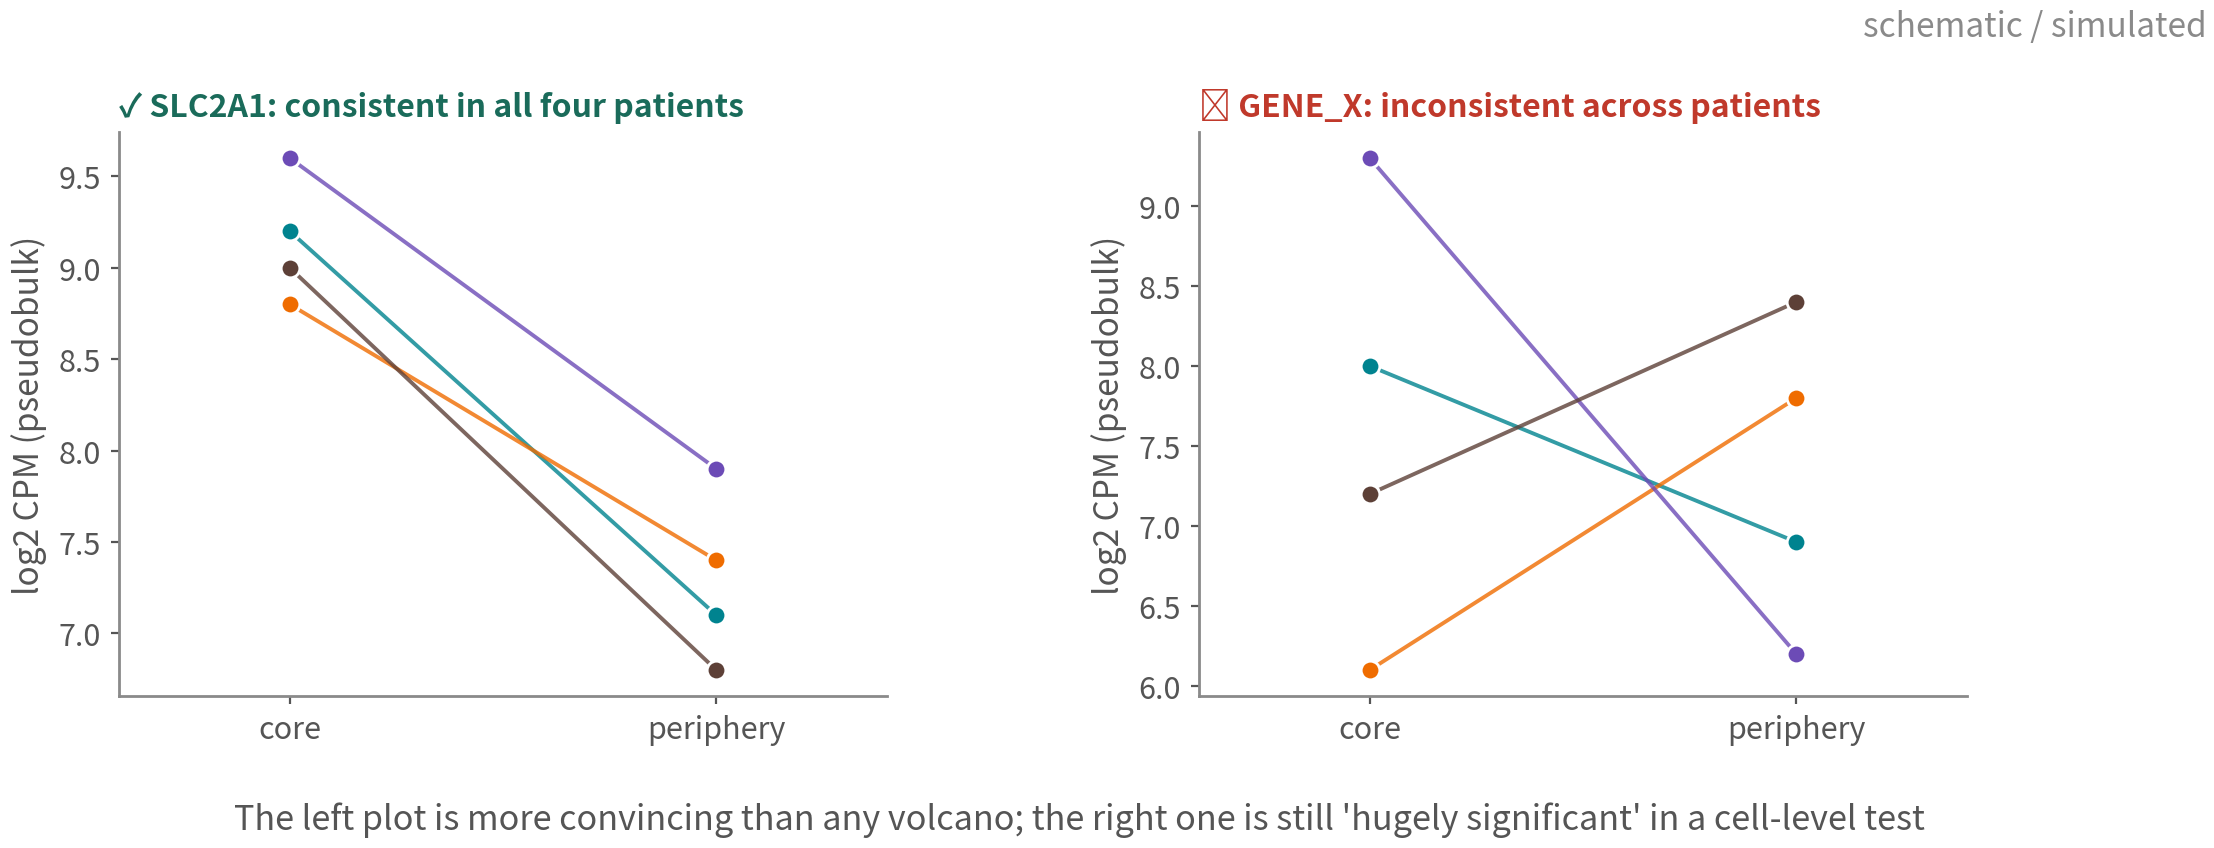 schematic / simulated
✓ SLC2A1: consistent in all four patients
log2 CPM (pseudobulk)
9.5
9.0
8.5
8.0
7.5
7.0
core periphery
GENE_X: inconsistent across patients
log2 CPM (pseudobulk)
9.0
8.5
8.0
7.5
7.0
6.5
6.0
core periphery
The left plot is more convincing than any volcano; the right one is still 'hugely significant' in a cell-level test